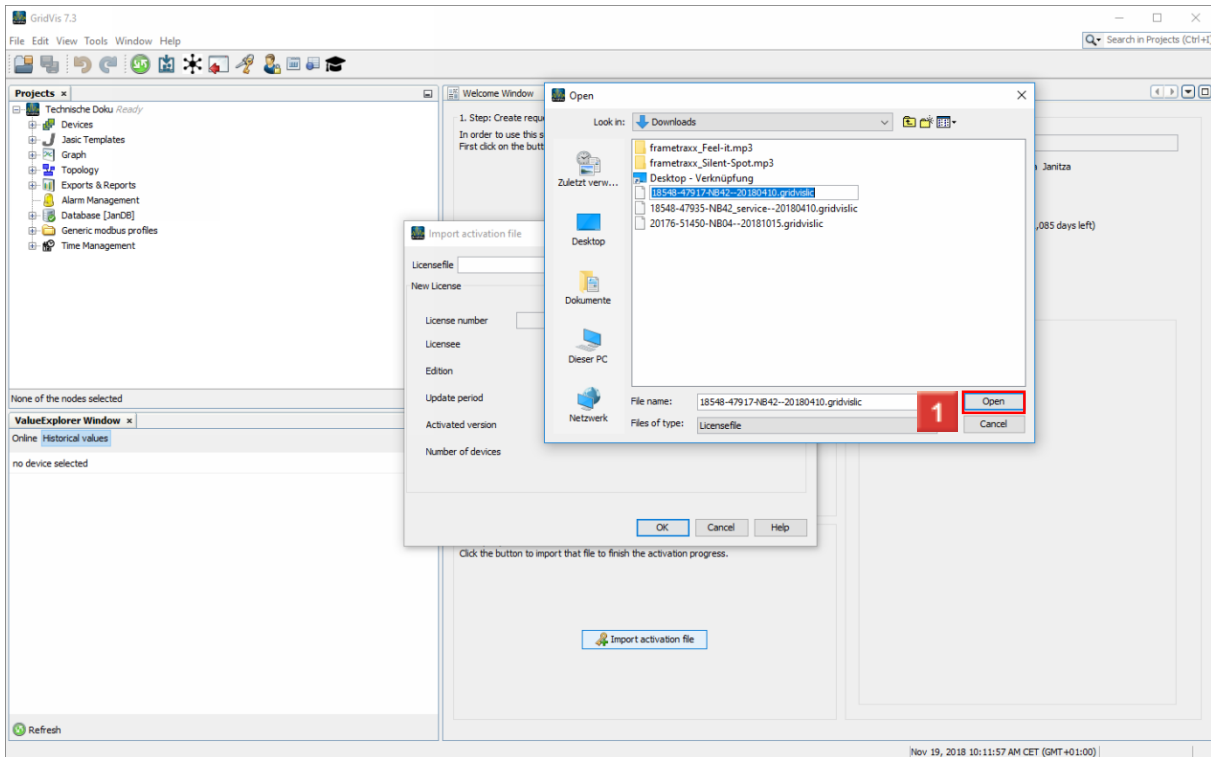 GridVis 7.3
File Edit View Tools Window Help
Search in Projects (Ctrl+I)
Projects
Technische Doku Ready
Devices
Jasic Templates
Graph
Topology
Exports & Reports
Alarm Management
Database [JanDB]
Generic modbus profiles
Time Management
None of the nodes selected
ValueExplorer Window
Online Historical values
no device selected
Refresh
Welcome Window
1. Step: Create requ
In order to use this s
First click on the butt
Janitza
,085 days left)
Import activation file
Licensefile
New License
License number
Licensee
Edition
Update period
Activated version
Number of devices
OK Cancel Help
Open
Look in: Downloads
Zuletzt verw...
Desktop
Dokumente
Dieser PC
Netzwerk
frametraxx_Feel-it.mp3
frametraxx_Silent-Spot.mp3
Desktop - Verknüpfung
18548-47917-NB42--20180410.gridvislic
18548-47935-NB42_service--20180410.gridvislic
20176-51450-NB04--20181015.gridvislic
File name: 18548-47917-NB42--20180410.gridvislic
1
Open
Files of type: Licensefile
Cancel
Click the button to import that file to finish the activation progress.
Import activation file
Nov 19, 2018 10:11:57 AM CET (GMT+01:00)